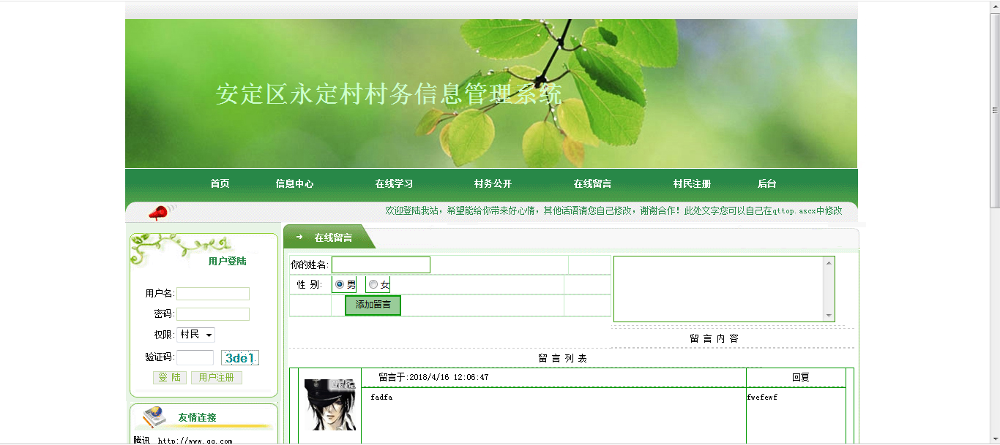 安定区永定村村务信息管理系统
首页 信息中心 在线学习 村务公开 在线留言 村民注册 后台
欢迎登陆我站，希望能给你带来好心情，其他话语请您自己修改，谢谢合作！此处文字您可以自己在qttop.ascx中修改
用户登陆
用户名:
密码:
权限: 村民
验证码: 3de1
登 陆 用户注册
友情连接
腾讯 http://www.qq.com
在线留言
你的姓名:
性 别: 男 女
添加留言
留 言 内 容
留 言 列 表
留言于:2018/4/16 12:06:47 回复
fadfa fwefewf